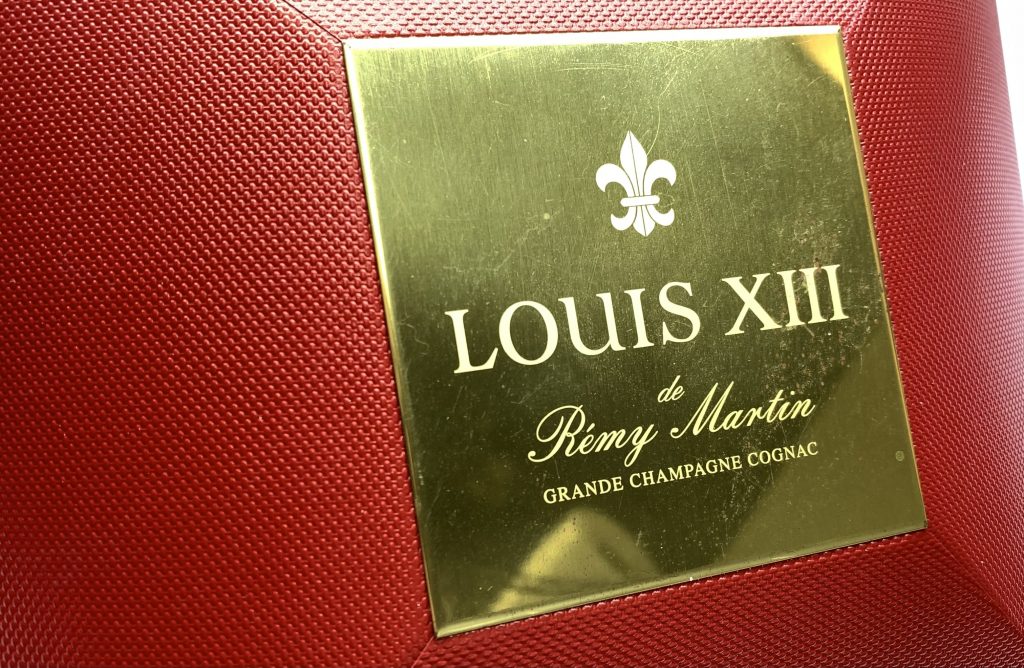 LOUIS XIII
de
Rémy Martin
GRANDE CHAMPAGNE COGNAC